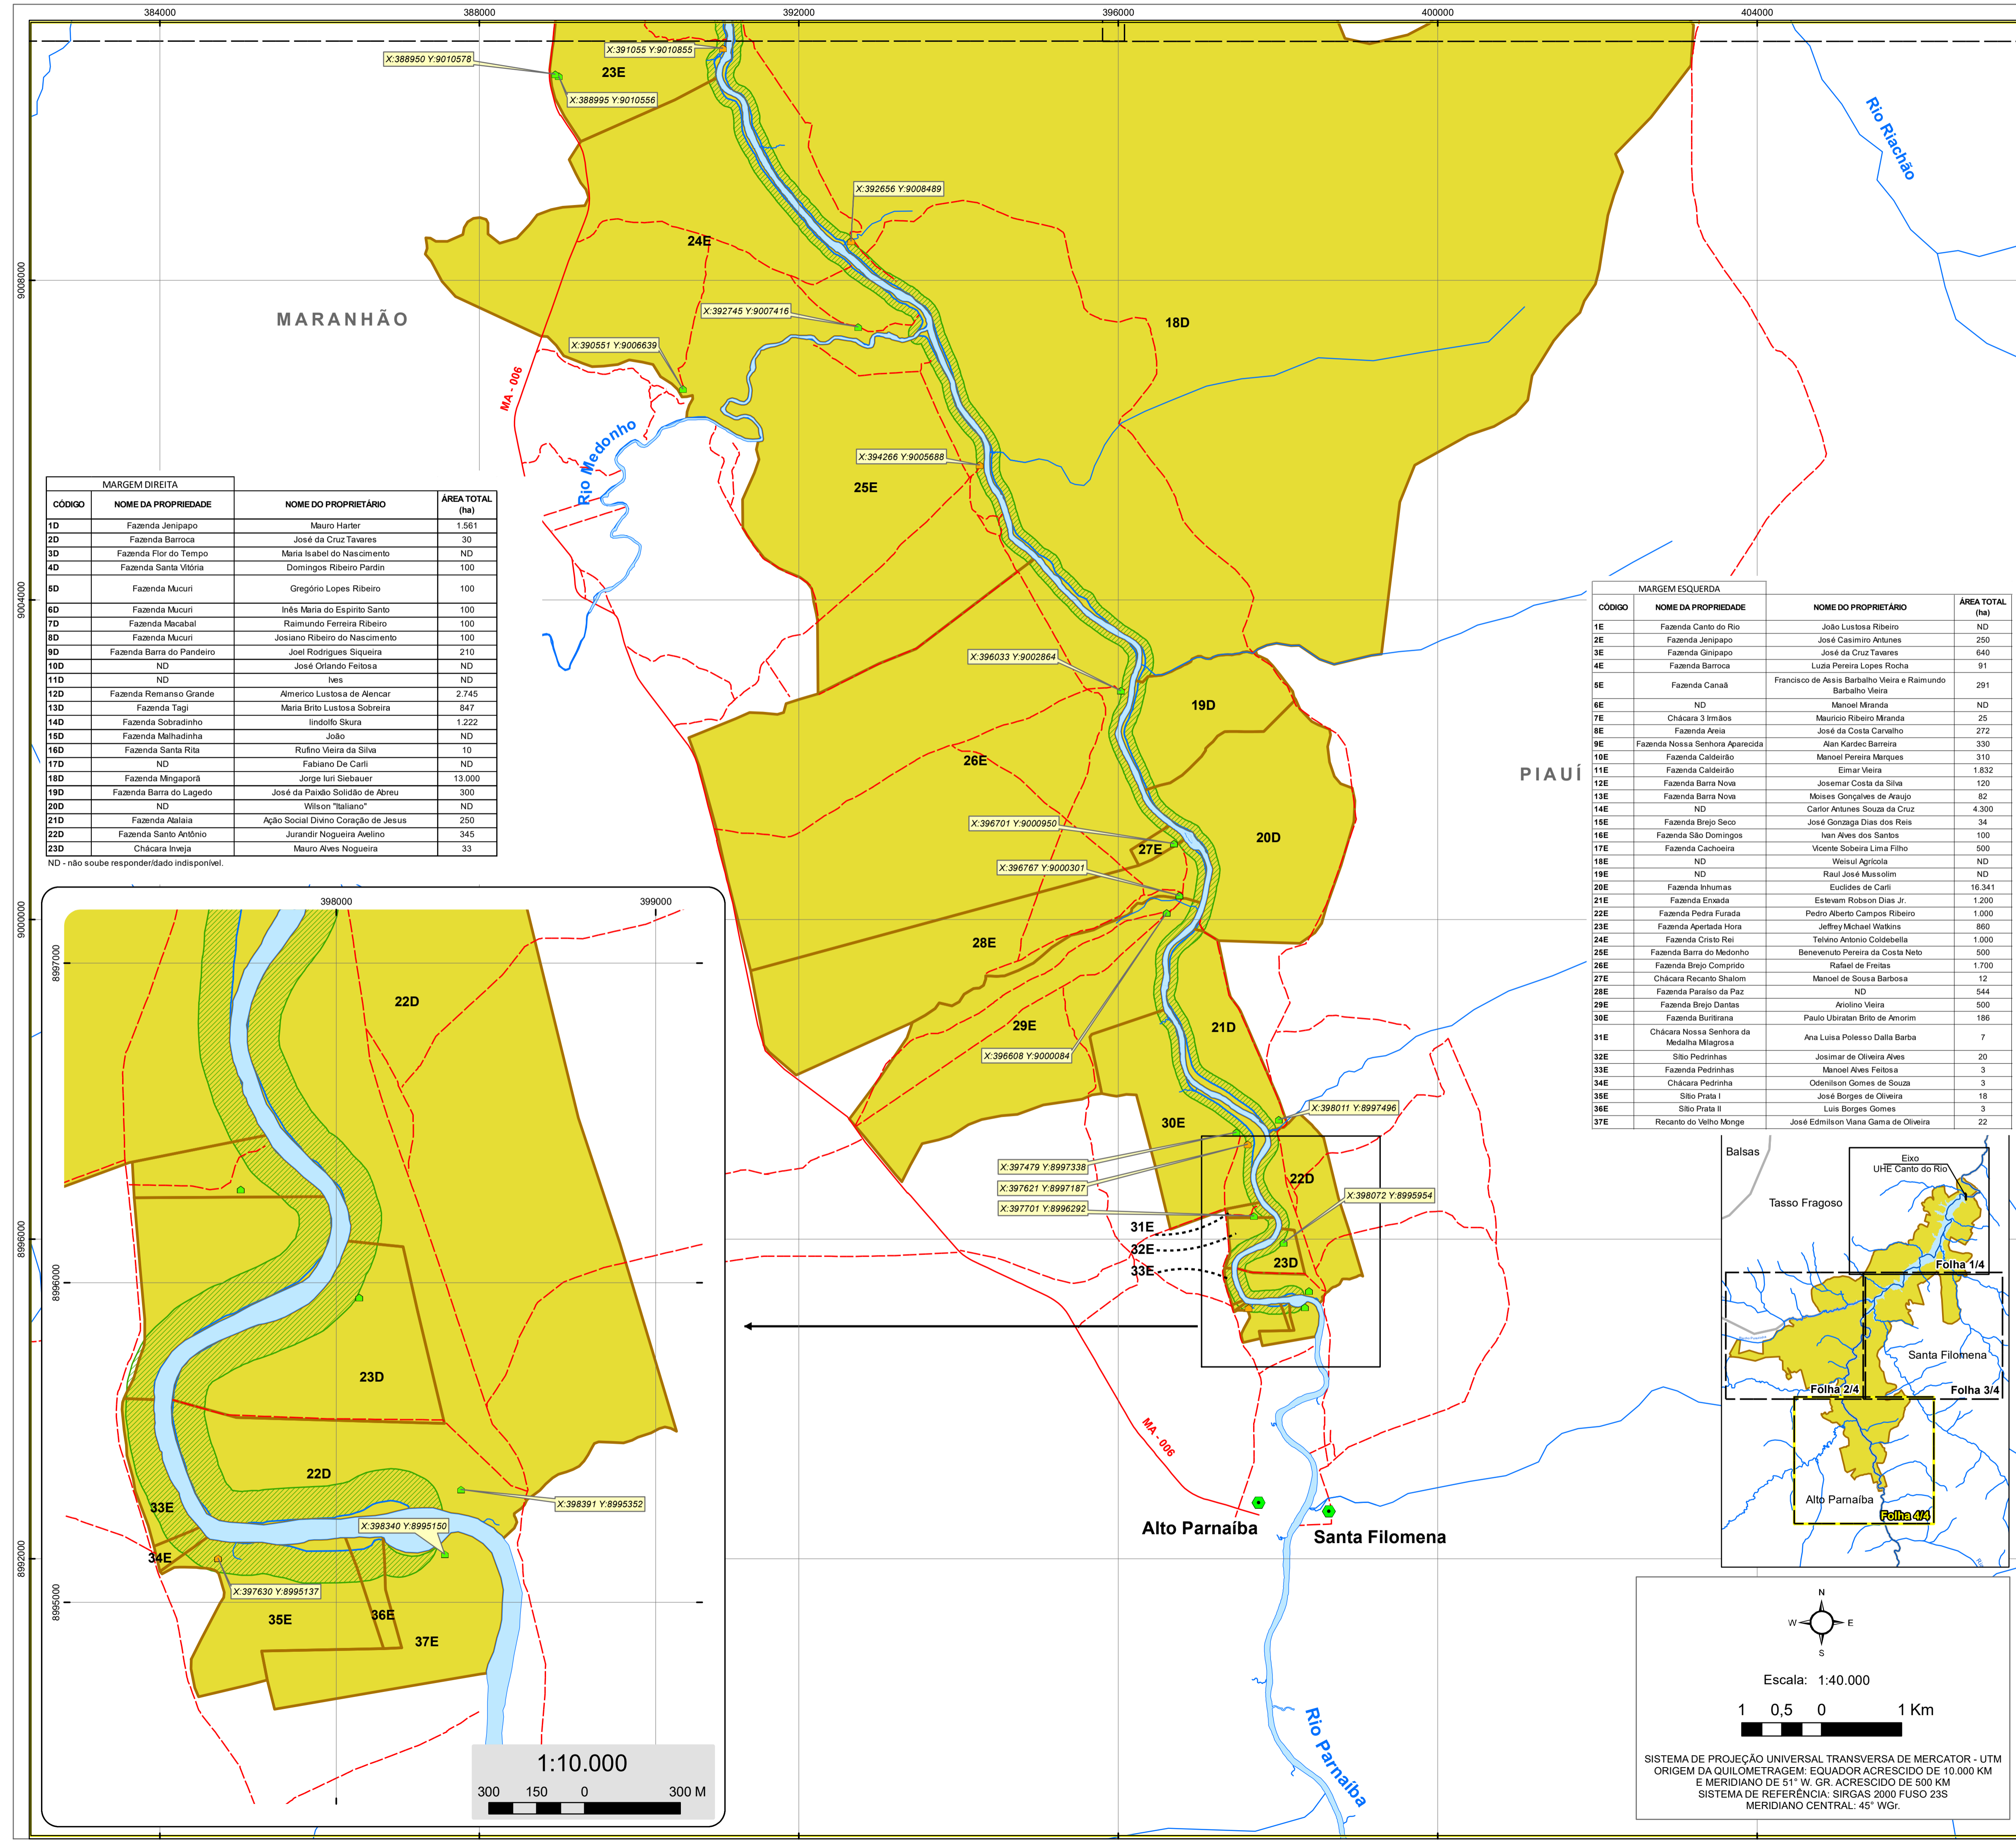 384000 388000 392000 396000 400000 404000
9008000
9004000
9000000
8996000
8992000
X:391055 Y:9010855
X:388950 Y:9010578
23E
X:388995 Y:9010556
Rio Riachão
X:392656 Y:9008489
24E
MARANHÃO
X:392745 Y:9007416
18D
X:390551 Y:9006639
MA - 006
Rio Medonho
X:394266 Y:9005688
25E
MARGEM DIREITA
CÓDIGO NOME DA PROPRIEDADE NOME DO PROPRIETÁRIO ÁREA TOTAL (ha)
1D Fazenda Jenipapo Mauro Harter 1.561
2D Fazenda Barroca José da Cruz Tavares 30
3D Fazenda Flor do Tempo Maria Isabel do Nascimento ND
4D Fazenda Santa Vitória Domingos Ribeiro Pardin 100
5D Fazenda Mucuri Gregório Lopes Ribeiro 100
6D Fazenda Mucuri Inês Maria do Espirito Santo 100
7D Fazenda Macabal Raimundo Ferreira Ribeiro 100
8D Fazenda Mucuri Josiano Ribeiro do Nascimento 100
9D Fazenda Barra do Pandeiro Joel Rodrigues Siqueira 210
10D ND José Orlando Feitosa ND
11D ND Ives ND
12D Fazenda Remanso Grande Almerico Lustosa de Alencar 2.745
13D Fazenda Tagi Maria Brito Lustosa Sobreira 847
14D Fazenda Sobradinho lindolfo Skura 1.222
15D Fazenda Malhadinha João ND
16D Fazenda Santa Rita Rufino Vieira da Silva 10
17D ND Fabiano De Carli ND
18D Fazenda Mingaporã Jorge Iuri Siebauer 13.000
19D Fazenda Barra do Lagedo José da Paixão Solidão de Abreu 300
20D ND Wilson "Italiano" ND
21D Fazenda Atalaia Ação Social Divino Coração de Jesus 250
22D Fazenda Santo Antônio Jurandir Nogueira Avelino 345
23D Chácara Inveja Mauro Alves Nogueira 33
ND - não soube responder/dado indisponível.
MARGEM ESQUERDA
CÓDIGO NOME DA PROPRIEDADE NOME DO PROPRIETÁRIO ÁREA TOTAL (ha)
1E Fazenda Canto do Rio João Lustosa Ribeiro ND
2E Fazenda Jenipapo José Casimiro Antunes 250
3E Fazenda Ginipapo José da Cruz Tavares 640
4E Fazenda Barroca Luzia Pereira Lopes Rocha 91
5E Fazenda Canaã Francisco de Assis Barbalho Vieira e Raimundo Barbalho Vieira 291
6E ND Manoel Miranda ND
7E Chácara 3 Irmãos Mauricio Ribeiro Miranda 25
8E Fazenda Areia José da Costa Carvalho 272
9E Fazenda Nossa Senhora Aparecida Alan Kardec Barreira 330
10E Fazenda Caldeirão Manoel Pereira Marques 310
11E Fazenda Caldeirão Eimar Vieira 1.832
12E Fazenda Barra Nova Josemar Costa da Silva 120
13E Fazenda Barra Nova Moises Gonçalves de Araujo 82
14E ND Carlor Antunes Souza da Cruz 4.300
15E Fazenda Brejo Seco José Gonzaga Dias dos Reis 34
16E Fazenda São Domingos Ivan Alves dos Santos 100
17E Fazenda Cachoeira Vicente Sobeira Lima Filho 500
18E ND Weisul Agrícola ND
19E ND Raul José Mussolim ND
20E Fazenda Inhumas Euclides de Carli 16.341
21E Fazenda Enxada Estevam Robson Dias Jr. 1.200
22E Fazenda Pedra Furada Pedro Alberto Campos Ribeiro 1.000
23E Fazenda Apertada Hora Jeffrey Michael Watkins 860
24E Fazenda Cristo Rei Telvino Antonio Coldebella 1.000
25E Fazenda Barra do Medonho Benevenuto Pereira da Costa Neto 500
26E Fazenda Brejo Comprido Rafael de Freitas 1.700
27E Chácara Recanto Shalom Manoel de Sousa Barbosa 12
28E Fazenda Paraíso da Paz ND 544
29E Fazenda Brejo Dantas Ariolino Vieira 500
30E Fazenda Buritirana Paulo Ubiratan Brito de Amorim 186
31E Chácara Nossa Senhora da Medalha Milagrosa Ana Luisa Polesso Dalla Barba 7
32E Sítio Pedrinhas Josimar de Oliveira Alves 20
33E Fazenda Pedrinhas Manoel Alves Feitosa 3
34E Chácara Pedrinha Odenilson Gomes de Souza 3
35E Sítio Prata I José Borges de Oliveira 18
36E Sítio Prata II Luis Borges Gomes 3
37E Recanto do Velho Monge José Edmilson Viana Gama de Oliveira 22
X:396033 Y:9002864
19D
26E
PIAUÍ
X:396701 Y:9000950
27E
20D
X:396767 Y:9000301
28E
29E
21D
X:396608 Y:9000084
30E
X:398011 Y:8997496
X:397479 Y:8997338
X:397621 Y:8997187
22D
X:398072 Y:8995954
X:397701 Y:8996292
31E
32E
33E
23D
MA - 006
Alto Parnaíba
Santa Filomena
Rio Parnaíba
398000 399000
8997000
8996000
8995000
22D
23D
22D
33E
X:398391 Y:8995352
X:398340 Y:8995150
34E
X:397630 Y:8995137
35E
36E
37E
1:10.000
300 150 0 300 M
Balsas
Eixo
UHE Canto do Rio
Tasso Fragoso
Folha 1/4
Santa Filomena
Folha 2/4
Folha 3/4
Alto Parnaíba
Folha 4/4
N
W E
S
Escala: 1:40.000
1 0,5 0 1 Km
SISTEMA DE PROJEÇÃO UNIVERSAL TRANSVERSA DE MERCATOR - UTM
ORIGEM DA QUILOMETRAGEM: EQUADOR ACRESCIDO DE 10.000 KM
E MERIDIANO DE 51° W. GR. ACRESCIDO DE 500 KM
SISTEMA DE REFERÊNCIA: SIRGAS 2000 FUSO 23S
MERIDIANO CENTRAL: 45° WGr.